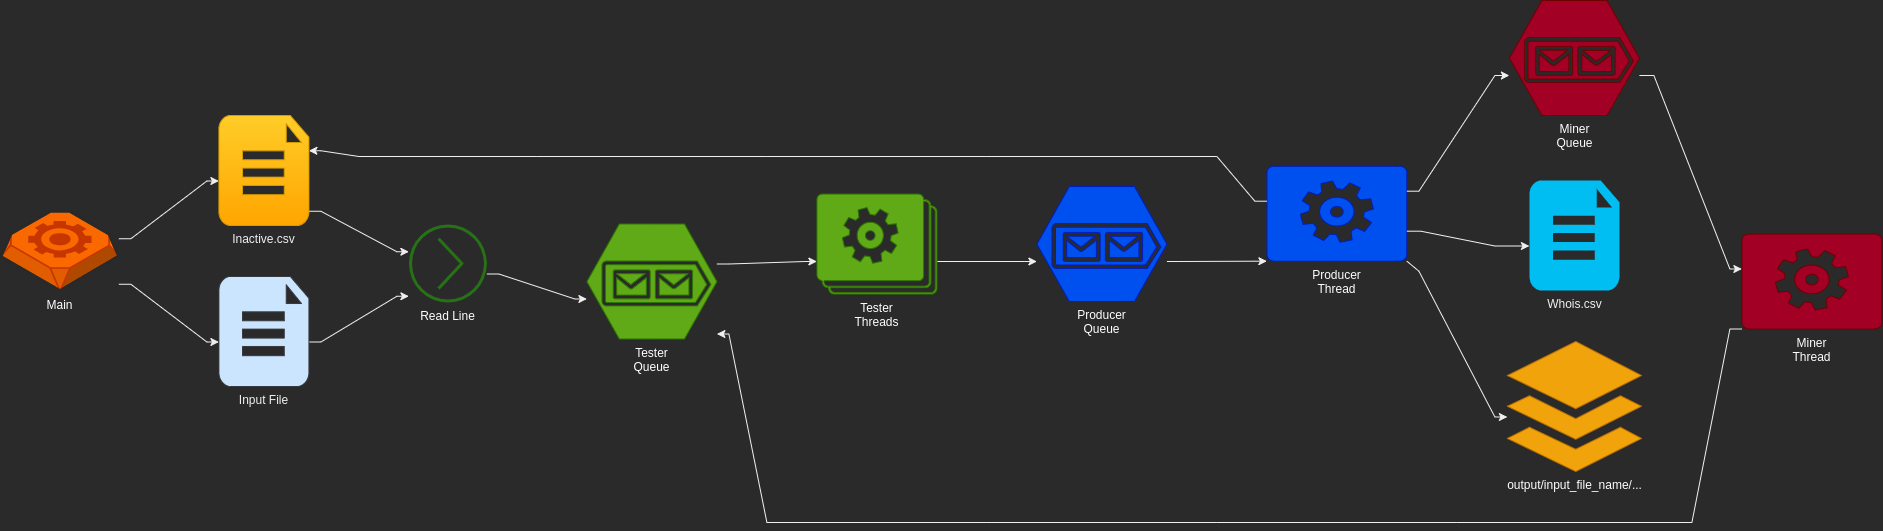 Main
Inactive.csv
Input File
Read Line
Tester
Queue
Tester
Threads
Producer
Queue
Producer
Thread
Miner
Queue
Whois.csv
output/input_file_name/...
Miner
Thread